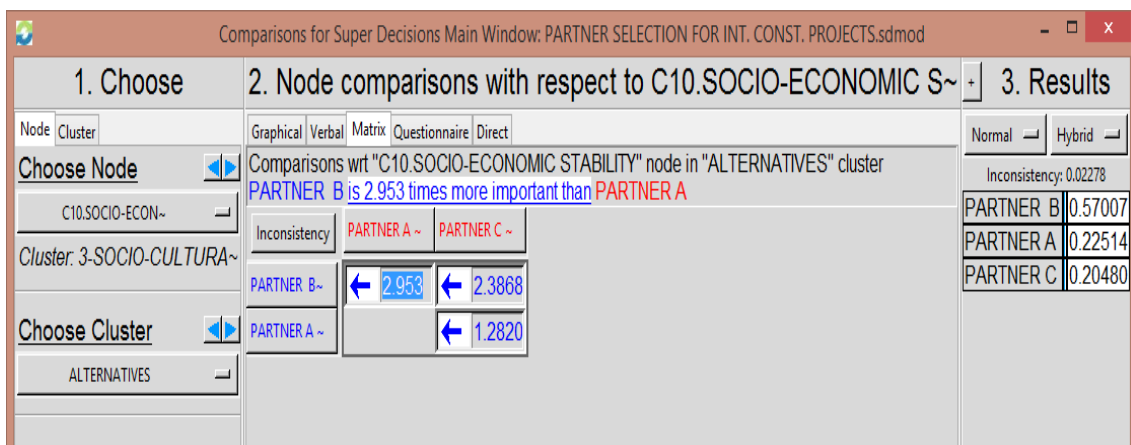 Comparisons for Super Decisions Main Window: PARTNER SELECTION FOR INT. CONST. PROJECTS.sdmod
1. Choose
Node Cluster
Choose Node
C10.SOCIO-ECON~
Cluster: 3-SOCIO-CULTURA~
Choose Cluster
ALTERNATIVES
2. Node comparisons with respect to C10.SOCIO-ECONOMIC S~
Graphical Verbal Matrix Questionnaire Direct
Comparisons wrt "C10.SOCIO-ECONOMIC STABILITY" node in "ALTERNATIVES" cluster
PARTNER B is 2.953 times more important than PARTNER A
Inconsistency PARTNER A ~ PARTNER C ~
PARTNER B~ 2.953 2.3868
PARTNER A ~ 1.2820
+ 3. Results
Normal Hybrid
Inconsistency: 0.02278
PARTNER B 0.57007
PARTNER A 0.22514
PARTNER C 0.20480